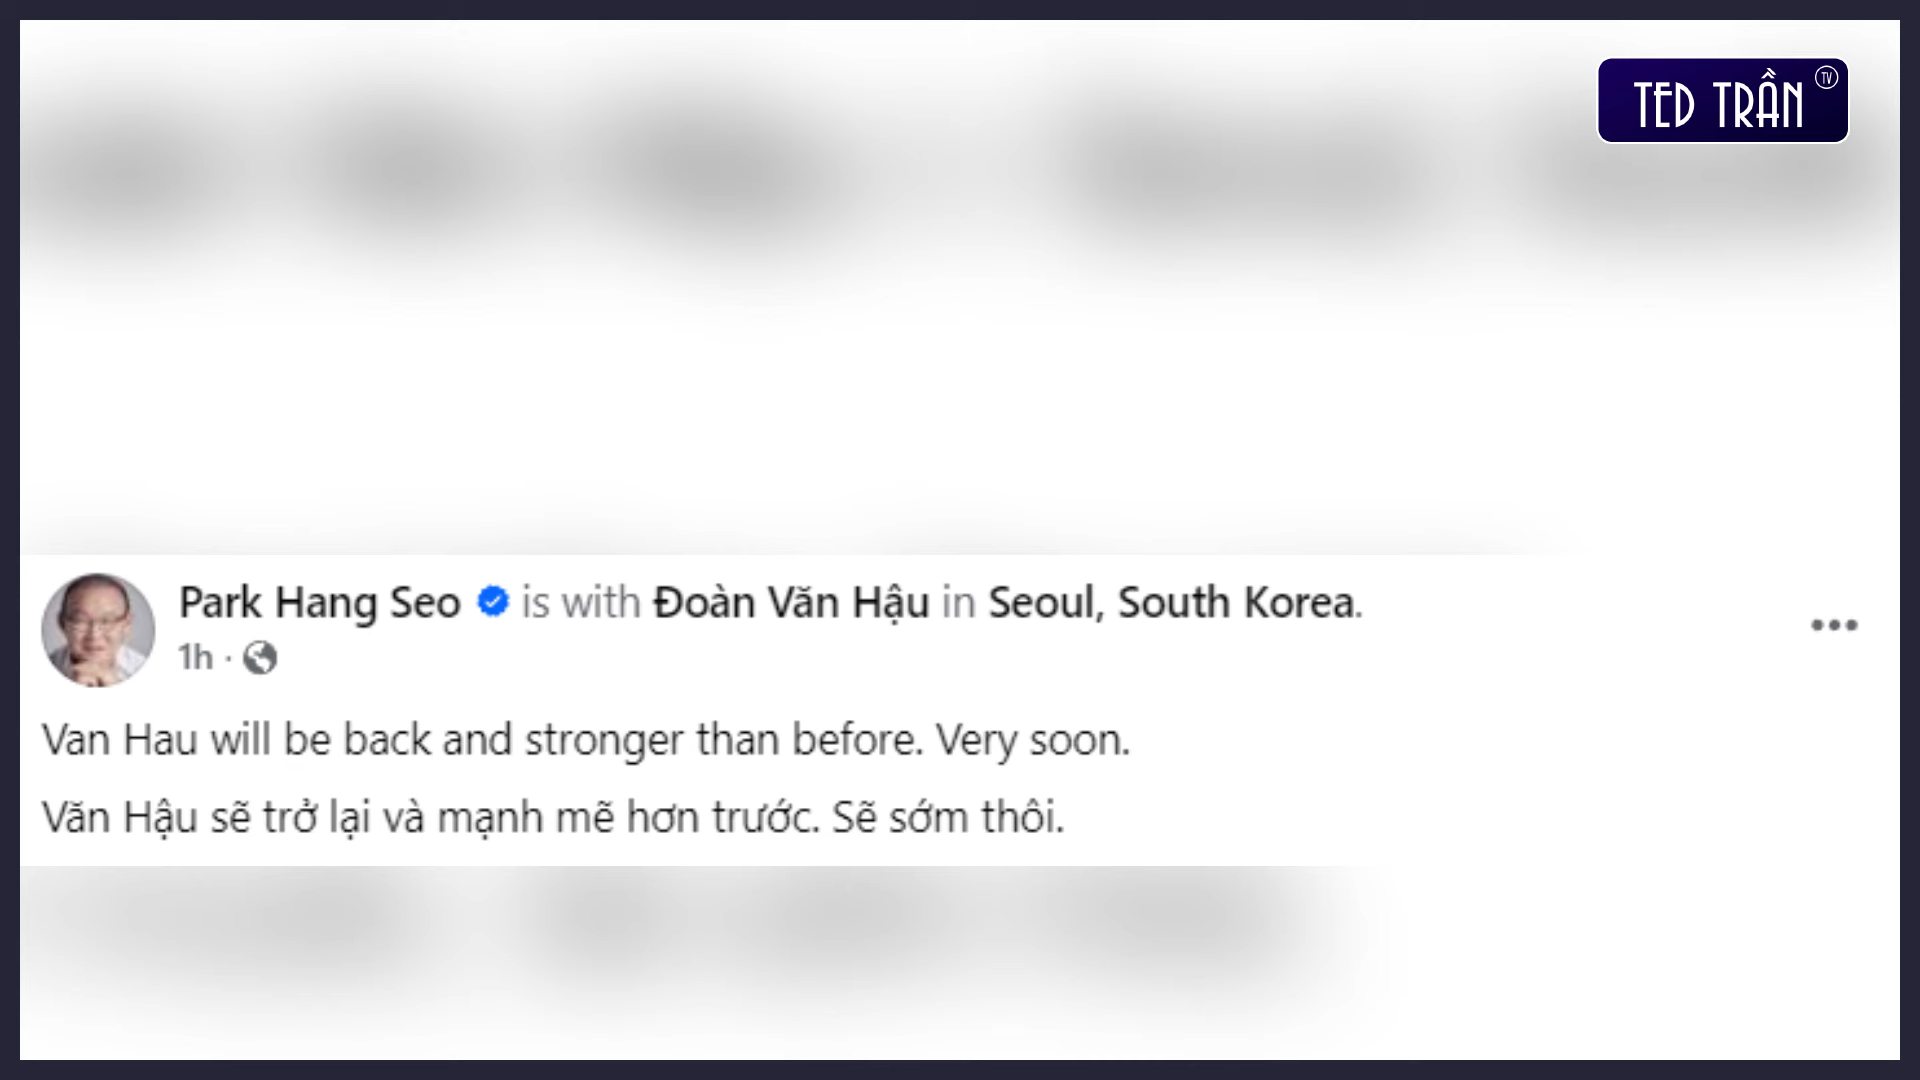 TED TRẦN TV
Park Hang Seo is with Đoàn Văn Hậu in Seoul, South Korea.
1h ·
Van Hau will be back and stronger than before. Very soon.
Văn Hậu sẽ trở lại và mạnh mẽ hơn trước. Sẽ sớm thôi.